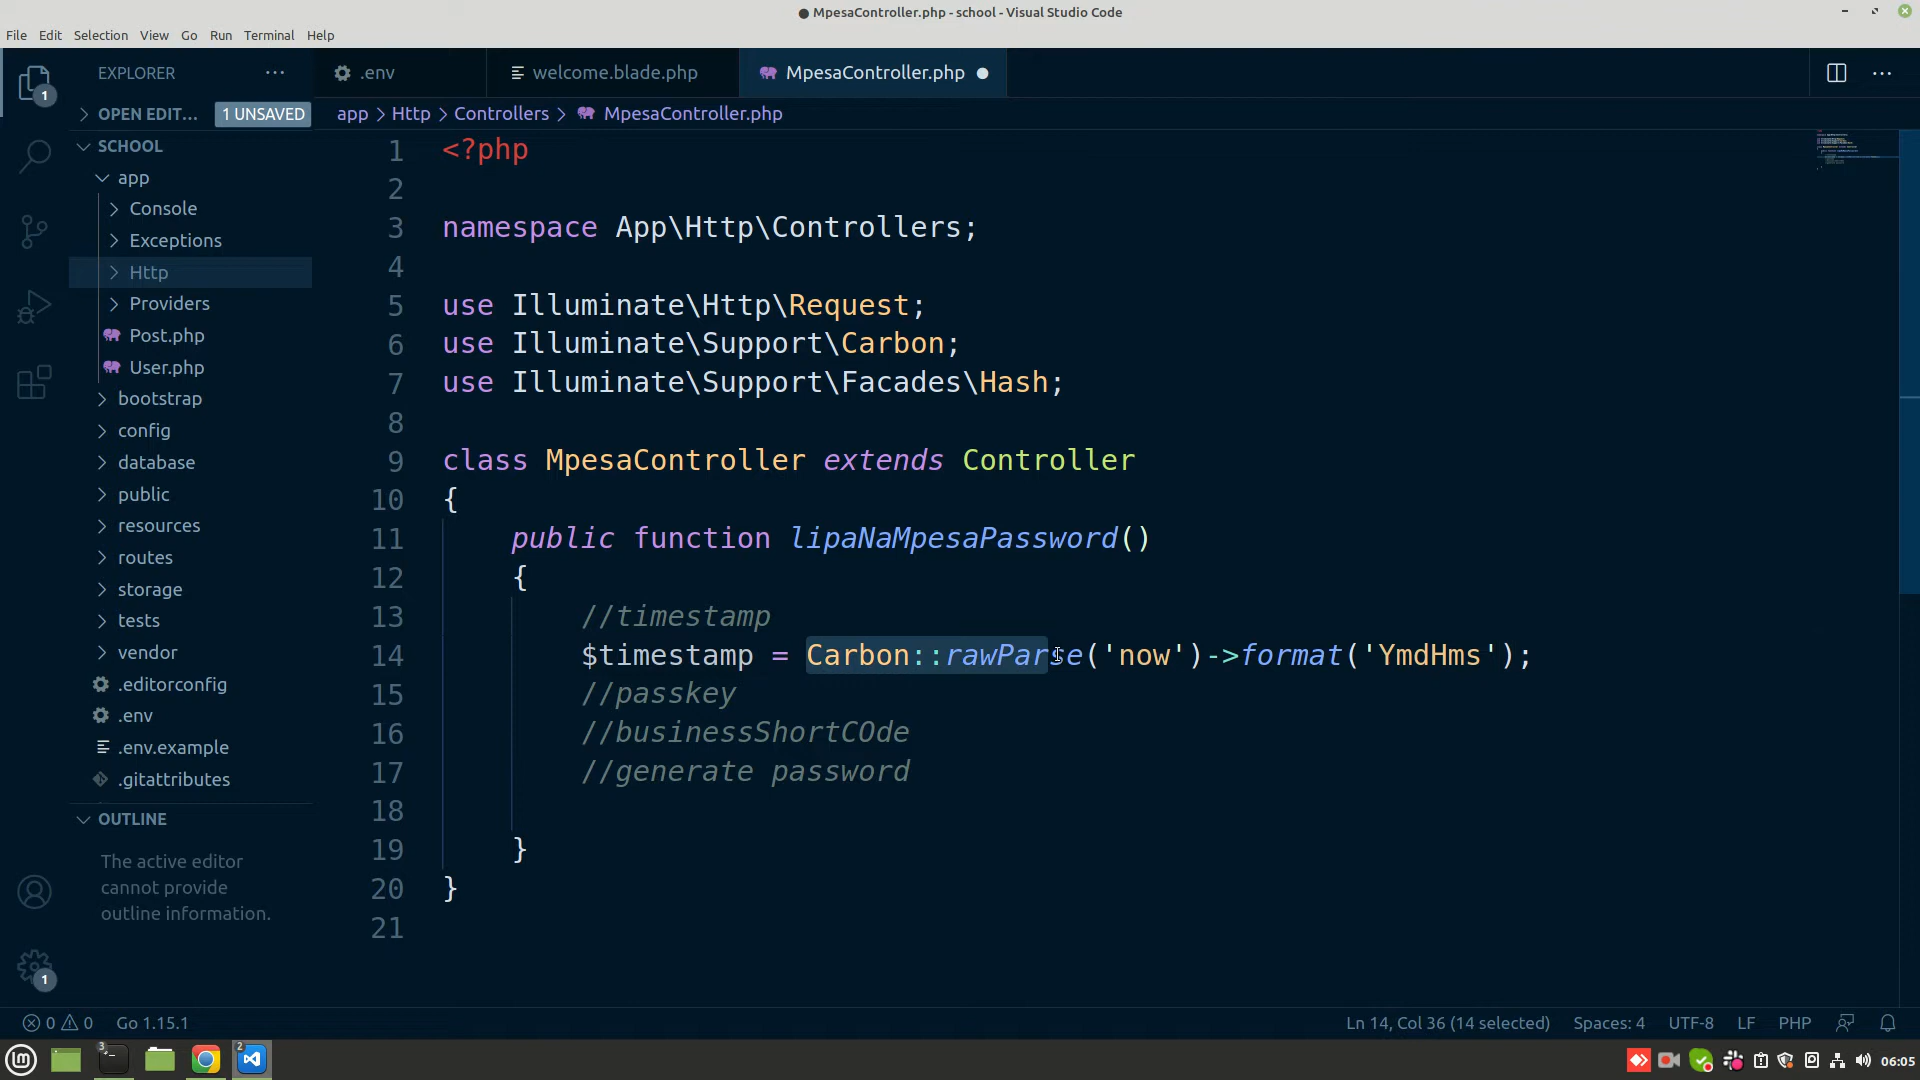 ● MpesaController.php - school - Visual Studio Code
File Edit Selection View Go Run Terminal Help
EXPLORER ···
.env
welcome.blade.php
MpesaController.php ●
1
OPEN EDIT... 1 UNSAVED
app > Http > Controllers > MpesaController.php
SCHOOL
app
Console
Exceptions
Http
Providers
Post.php
User.php
bootstrap
config
database
public
resources
routes
storage
tests
vendor
.editorconfig
.env
.env.example
.gitattributes
OUTLINE
The active editor
cannot provide
outline information.
1
1 <?php
2
3 namespace App\Http\Controllers;
4
5 use Illuminate\Http\Request;
6 use Illuminate\Support\Carbon;
7 use Illuminate\Support\Facades\Hash;
8
9 class MpesaController extends Controller
10 {
11 public function lipaNaMpesaPassword()
12 {
13 //timestamp
14 $timestamp = Carbon::rawParse('now')->format('YmdHms');
15 //passkey
16 //businessShortCOde
17 //generate password
18
19 }
20 }
21
0 0 Go 1.15.1
Ln 14, Col 36 (14 selected) Spaces: 4 UTF-8 LF PHP
3 2 06:05